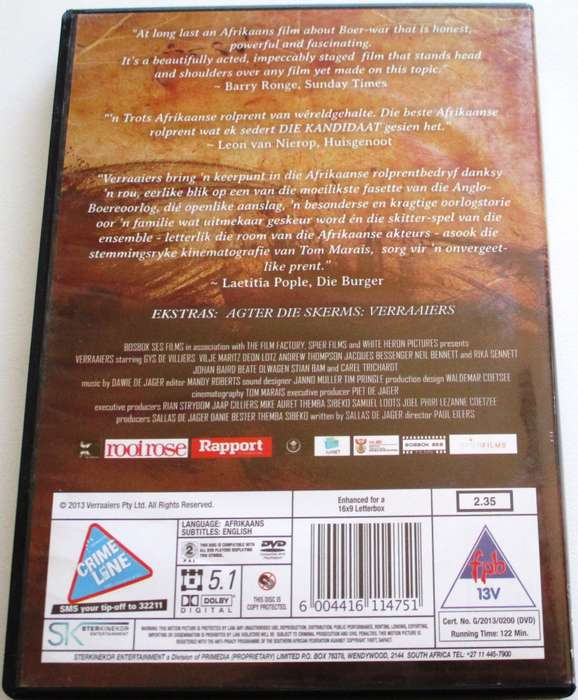 "At long last an Afrikaans film about Boer-war that is honest,
powerful and fascinating.
It's a beautifully acted, impeccably staged film that stands head
and shoulders over any film yet made on this topic."
~ Barry Ronge, Sunday Times
"'n Trots Afrikaanse rolprent van wêreldgehalte. Die beste Afrikaanse
rolprent wat ek sedert DIE KANDIDAAT gesien het."
~ Leon van Nierop, Huisgenoot
"Verraaiers bring 'n keerpunt in die Afrikaanse rolprentbedryf danksy
'n rou, eerlike blik op een van die moeilikste fasette van die Anglo-
Boereoorlog, dié openlike aanslag, 'n besonderse en kragtige oorlogstorie
oor 'n familie wat uitmekaar geskeur word én die skitter-spel van die
ensemble - letterlik die room van die Afrikaanse akteurs - asook die
stemmingsryke kinematografie van Tom Marais, sorg vir 'n onvergeet-
like prent."
~ Laetitia Pople, Die Burger
EKSTRAS: AGTER DIE SKERMS: VERRAAIERS
BOSBOK SES FILMS in association with THE FILM FACTORY, SPIER FILMS and WHITE HERON PICTURES presents
VERRAAIERS starring GYS DE VILLIERS VILJE MARITZ DEON LOTZ ANDREW THOMPSON JACQUES BESSENGER NEIL BENNETT and RIKA SENNETT
JOHAN BAIRD BEATE OLWAGEN STIAN BAM and CAREL TRICHARDT
music by DAWIE DE JAGER editor MANDY ROBERTS sound designer JANNO MULLER TIM PRINGLE production design WALDEMAR COETSEE
cinematography TOM MARAIS executive producer PIET DE JAGER
executive producers RIAN STRYDOM JAAP CILLIERS MIKE AURET THEMBA SIBEKO SAMUEL LOOTS JOEL PHIRI LEZANNE COETZEE
producers SALLAS DE JAGER DANIE BESTER THEMBA SIBEKO written by SALLAS DE JAGER director PAUL EILERS
rooi rose
Rapport
kykNET
BOSBOK SES
SPIERFILMS
© 2013 Verraaiers Pty Ltd. All Rights Reserved.
Enhanced for a
16x9 Letterbox
2.35
CRIME
LINE
SMS your tip-off to 32211
LANGUAGE: AFRIKAANS
SUBTITLES: ENGLISH
2
PAL
THIS DISC IS COMPATIBLE WITH
ALL DVD PLAYERS DISPLAYING
THIS SYMBOL.
DVD
5.1
DOLBY
DIGITAL
THIS DISC IS
COPY PROTECTED.
6 004416 114751
fpb
13V
Cert. No. G/2013/0200 (DVD)
Running Time: 122 Min.
SK STERKINEKOR
ENTERTAINMENT
STERKINEKOR ENTERTAINMENT a Division of PRIMEDIA (PROPRIETARY) LIMITED P.O. BOX 76378, WENDYWOOD, 2144 SOUTH AFRICA TEL: +27 11 445-7900